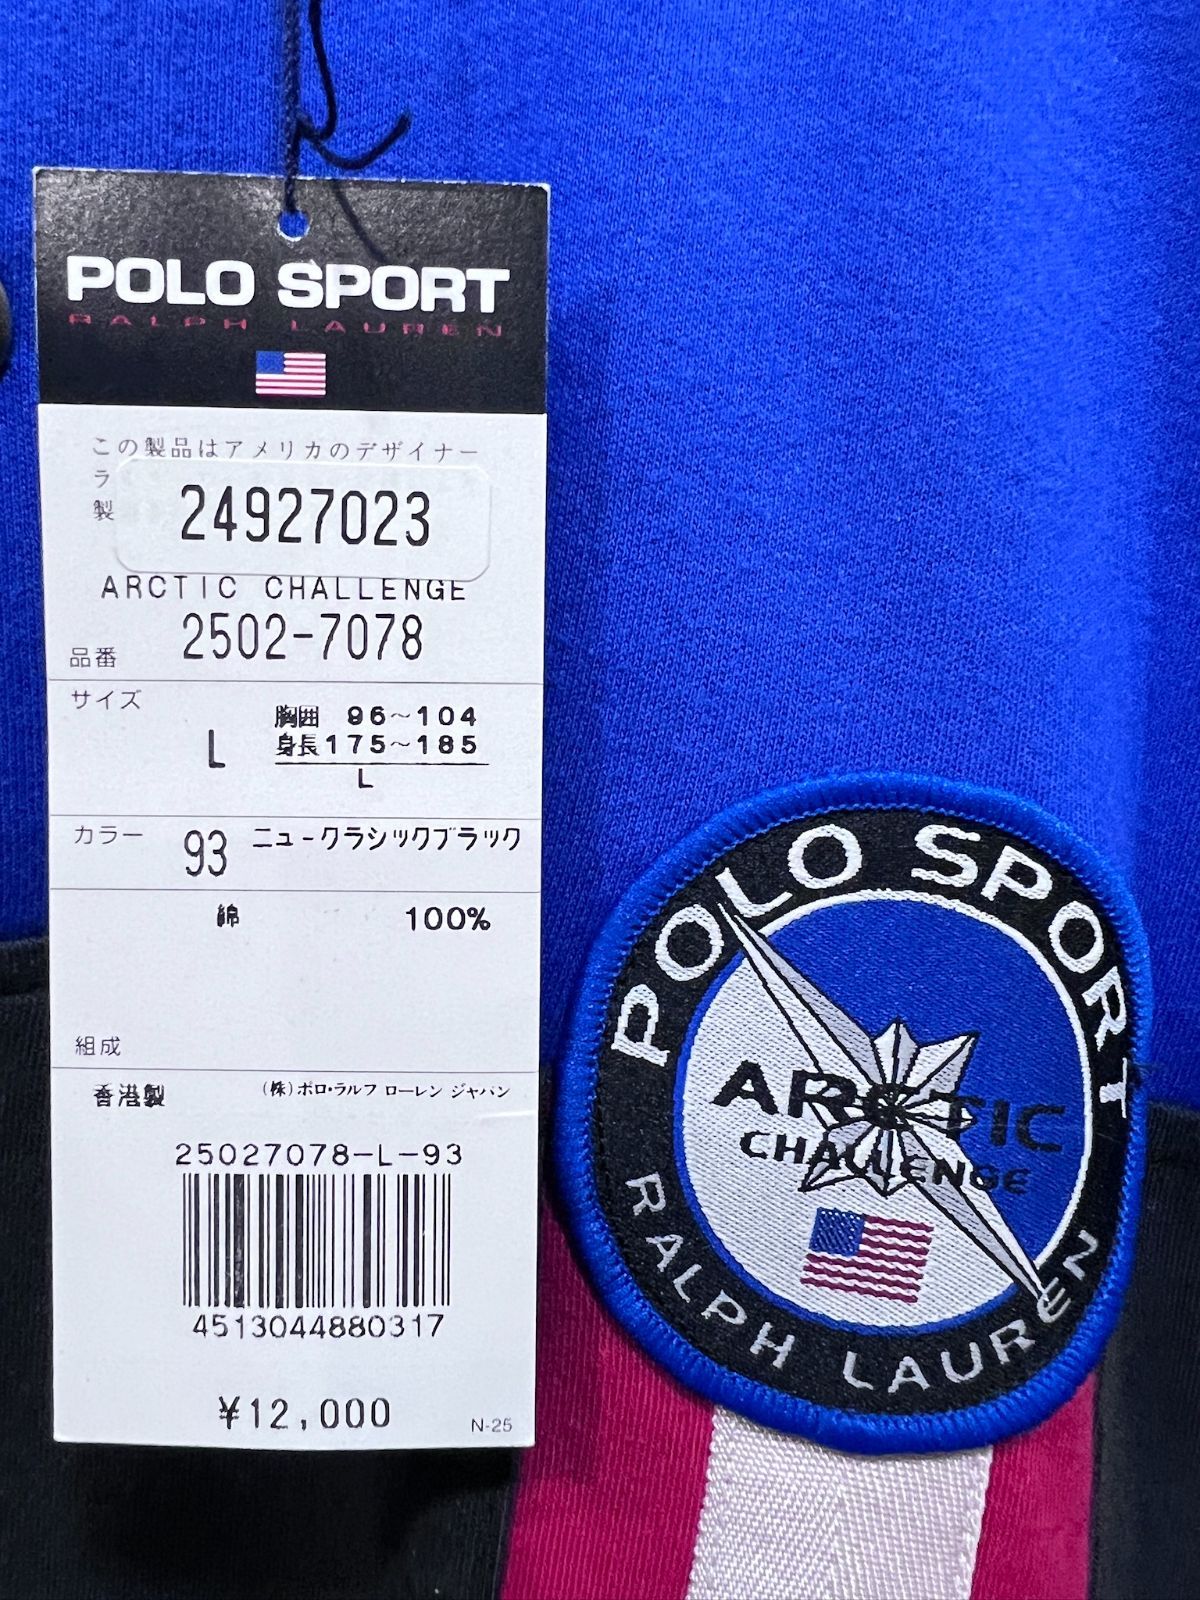 POLO SPORT
RALPH LAUREN
この製品はアメリカのデザイナー
ラ
製
24927023
ARCTIC CHALLENGE
品番 2502-7078
サイズ L
胸囲 96～104
身長175～185
L
カラー 93 ニュークラシックブラック
綿 100%
組成
香港製 (株)ポロ・ラルフ ローレン ジャパン
25027078-L-93
4513044880317
¥12,000
N-25
POLO SPORT
ARCTIC
CHALLENGE
RALPH LAUREN